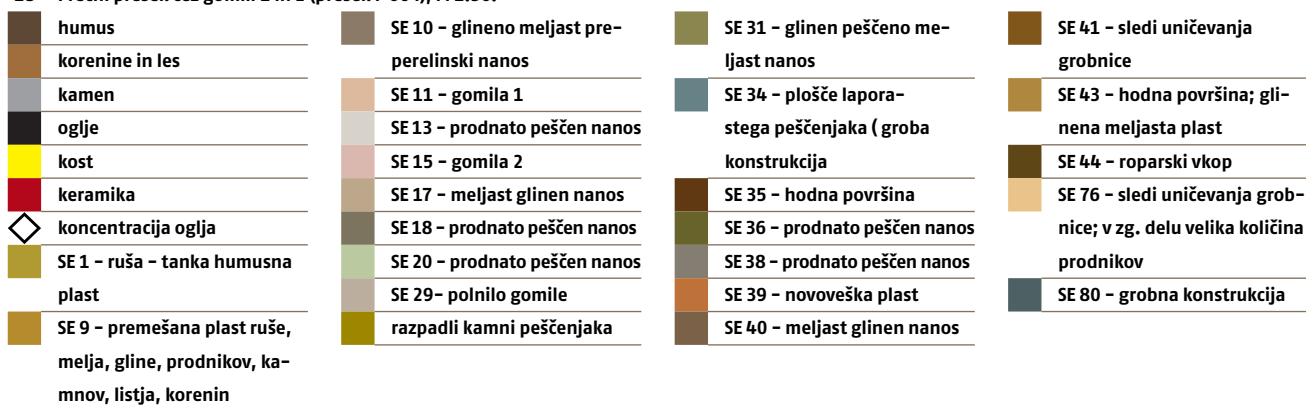 humus
korenine in les
kamen
oglje
kost
keramika
koncentracija oglja
SE 1 – ruša – tanka humusna
plast
SE 9 – premešana plast ruše,
melja, gline, prodnikov, ka–
mnov, listja, korenin
SE 10 – glineno meljast pre–
perelinski nanos
SE 11 – gomila 1
SE 13 – prodnato peščen nanos
SE 15 – gomila 2
SE 17 – meljast glinen nanos
SE 18 – prodnato peščen nanos
SE 20 – prodnato peščen nanos
SE 29– polnilo gomile
razpadli kamni peščenjaka
SE 31 – glinen peščeno me–
ljast nanos
SE 34 – plošče lapora–
stega peščenjaka ( groba
konstrukcija
SE 35 – hodna površina
SE 36 – prodnato peščen nanos
SE 38 – prodnato peščen nanos
SE 39 – novoveška plast
SE 40 – meljast glinen nanos
SE 41 – sledi uničevanja
grobnice
SE 43 – hodna površina; gli–
nena meljasta plast
SE 44 – roparski vkop
SE 76 – sledi uničevanja grob–
nice; v zg. delu velika količina
prodnikov
SE 80 – grobna konstrukcija